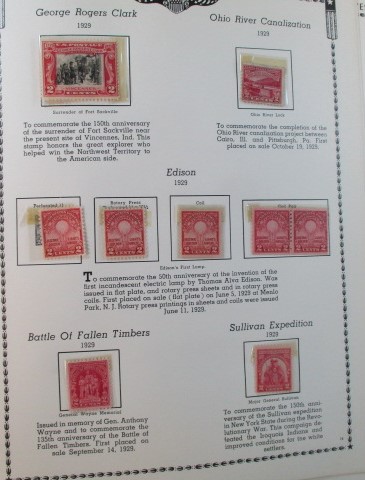 George Rogers Clark
1929
Surrender of Fort Sackville
To commemorate the 150th anniversary
of the surrender of Fort Sackville near
the present site of Vincennes, Ind. This
stamp honors the great explorer who
helped win the Northwest Territory to
the American side.
Ohio River Canalization
1929
Ohio River Lock
To commemorate the completion of the
Ohio River canalization project between
Cairo, Ill. and Pittsburgh, Pa. First
placed on sale October 19, 1929.
Edison
1929
Perforated 11
Rotary Press
Coil
Edison's First Lamp
To commemorate the 50th anniversary of the invention of the
first incandescent electric lamp by Thomas Alva Edison. Was
issued in flat plate, and rotary press sheets and in rotary press
coils. First placed on sale (flat plate) on June 5, 1929 at Menlo
Park, N. J. Rotary press printings in sheets and coils were issued
June 11, 1929.
Battle Of Fallen Timbers
1929
General Wayne Memorial
Issued in memory of Gen. Anthony
Wayne and to commemorate the
135th anniversary of the Battle of
Fallen Timbers. First placed on
sale September 14, 1929.
Sullivan Expedition
1929
Major General Sullivan
To commemorate the 150th anni-
versary of the Sullivan expedition
in New York State during the Revo-
lutionary War. This campaign de-
feated the Iroquois Indians and
improved conditions for the white
settlers.